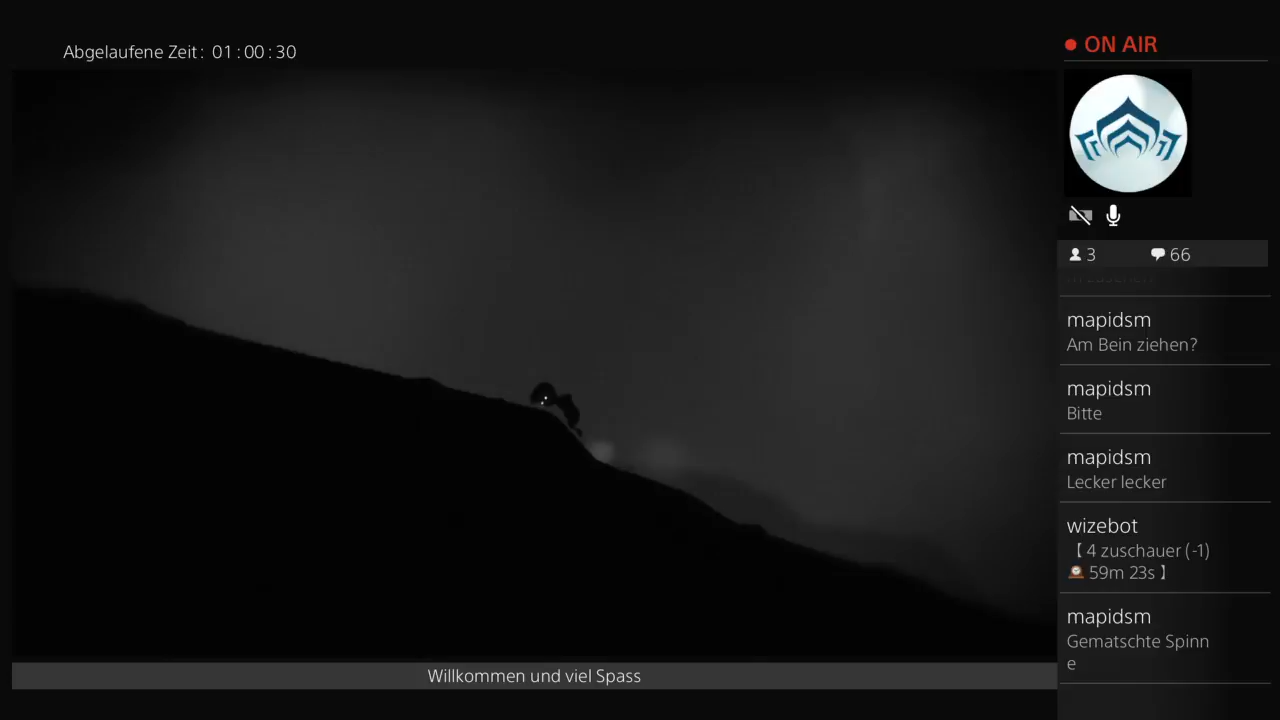 Abgelaufene Zeit: 01:00:30
ON AIR
3 66
mapidsm
Am Bein ziehen?
mapidsm
Bitte
mapidsm
Lecker lecker
wizebot
【 4 zuschauer (-1)
🕰 59m 23s 】
mapidsm
Gematschte Spinn
e
Willkommen und viel Spass